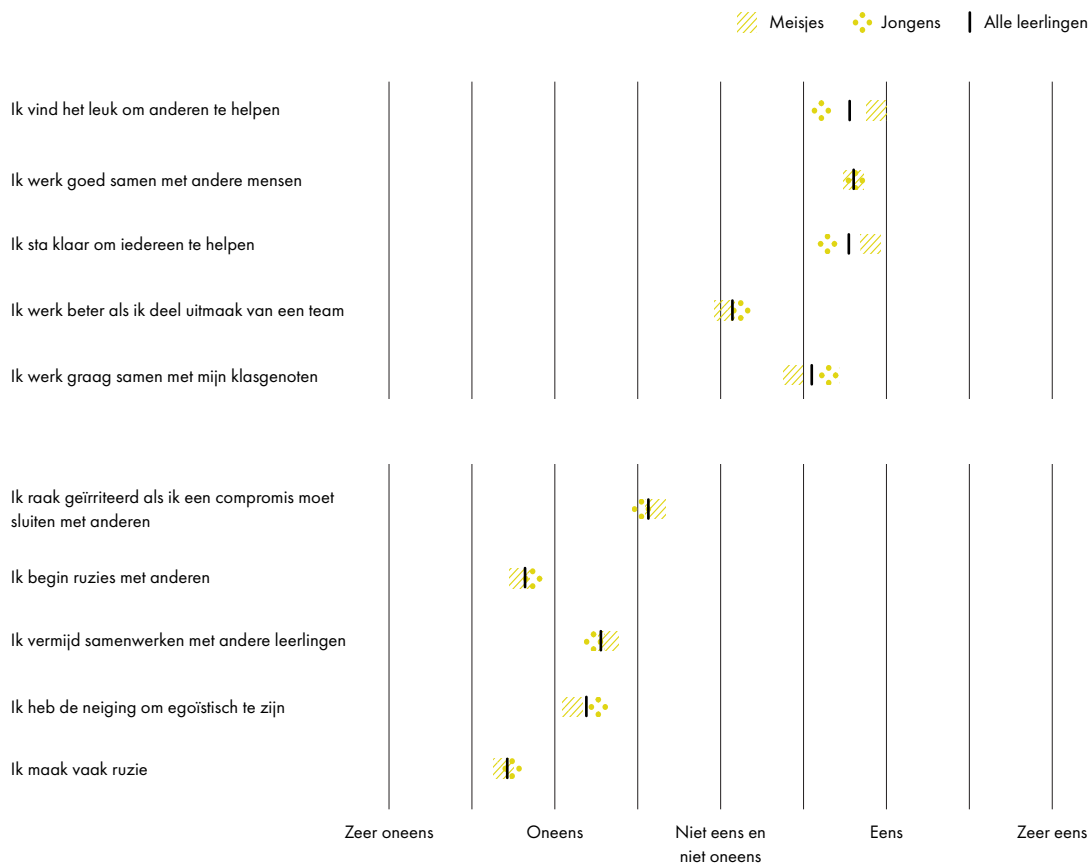 Meisjes Jongens Alle leerlingen
Ik vind het leuk om anderen te helpen
Ik werk goed samen met andere mensen
Ik sta klaar om iedereen te helpen
Ik werk beter als ik deel uitmaak van een team
Ik werk graag samen met mijn klasgenoten
Ik raak geïrriteerd als ik een compromis moet
sluiten met anderen
Ik begin ruzies met anderen
Ik vermijd samenwerken met andere leerlingen
Ik heb de neiging om egoïstisch te zijn
Ik maak vaak ruzie
Zeer oneens Oneens Niet eens en Eens Zeer eens
niet oneens